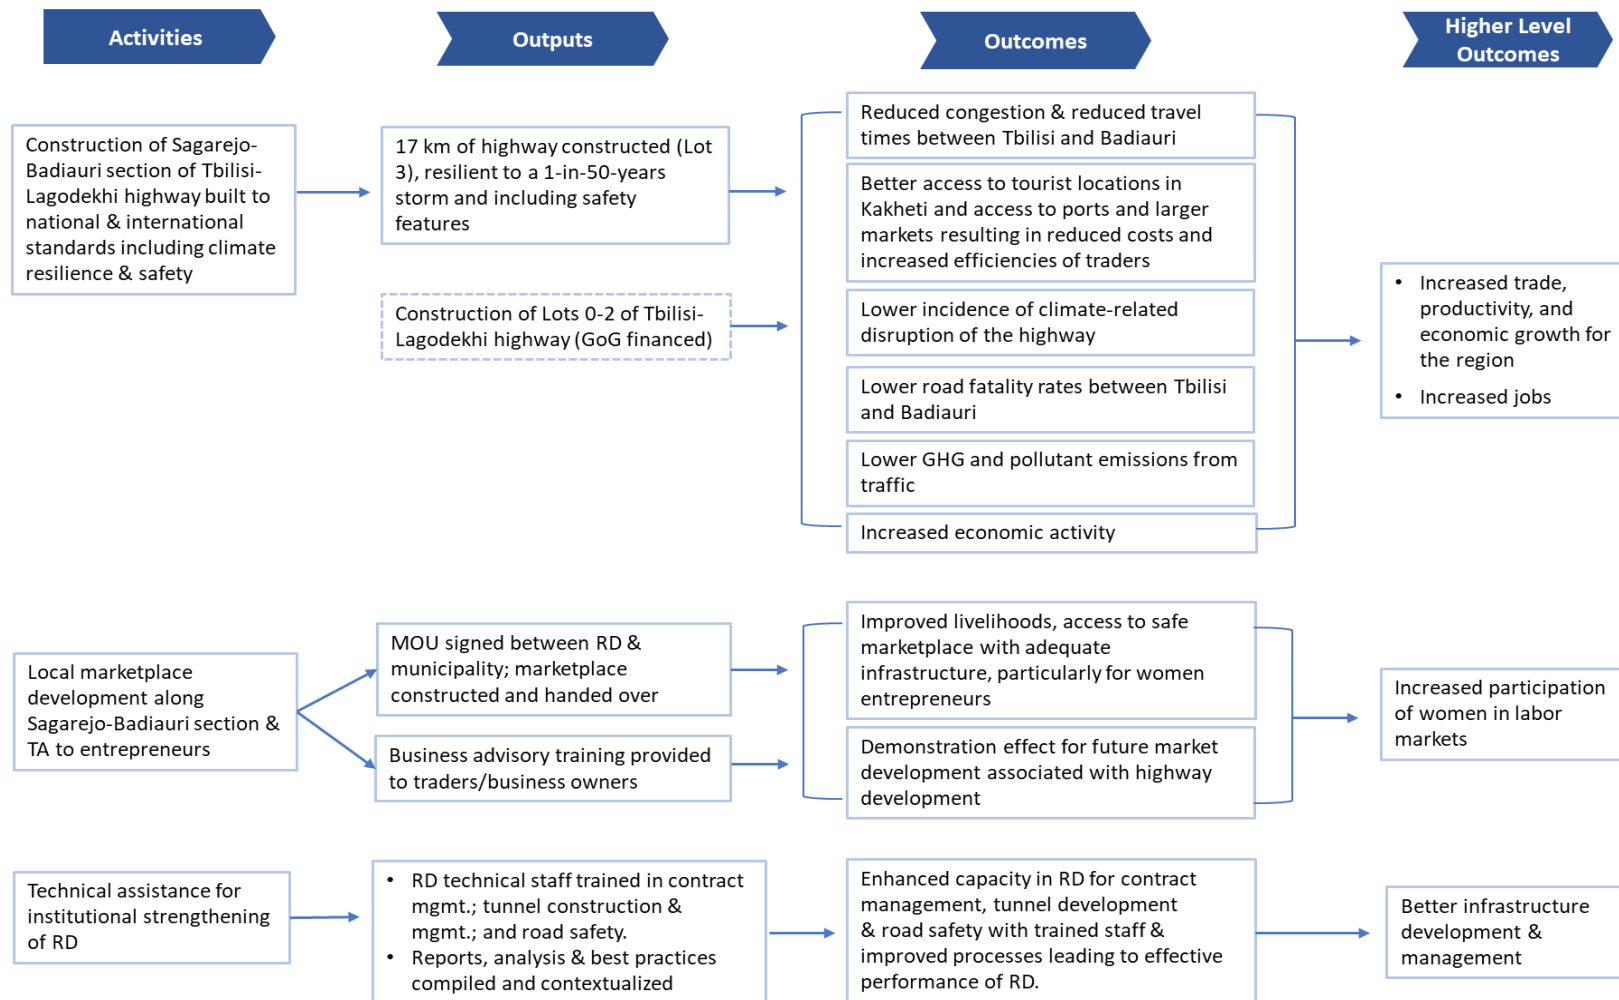 Activities
Outputs
Outcomes
Higher Level
Outcomes
Construction of Sagarejo-
Badiauri section of Tbilisi-
Lagodekhi highway built to
national & international
standards including climate
resilience & safety
17 km of highway constructed (Lot
3), resilient to a 1-in-50-years
storm and including safety
features
Construction of Lots 0-2 of Tbilisi-
Lagodekhi highway (GoG financed)
Reduced congestion & reduced travel
times between Tbilisi and Badiauri
Better access to tourist locations in
Kakheti and access to ports and larger
markets resulting in reduced costs and
increased efficiencies of traders
Lower incidence of climate-related
disruption of the highway
Lower road fatality rates between Tbilisi
and Badiauri
Lower GHG and pollutant emissions from
traffic
Increased economic activity
• Increased trade,
productivity, and
economic growth for
the region
• Increased jobs
Local marketplace
development along
Sagarejo-Badiauri section &
TA to entrepreneurs
MOU signed between RD &
municipality; marketplace
constructed and handed over
Business advisory training provided
to traders/business owners
Improved livelihoods, access to safe
marketplace with adequate
infrastructure, particularly for women
entrepreneurs
Demonstration effect for future market
development associated with highway
development
Increased participation
of women in labor
markets
Technical assistance for
institutional strengthening
of RD
• RD technical staff trained in contract
mgmt.; tunnel construction &
mgmt.; and road safety.
• Reports, analysis & best practices
compiled and contextualized
Enhanced capacity in RD for contract
management, tunnel development
& road safety with trained staff &
improved processes leading to effective
performance of RD.
Better infrastructure
development &
management